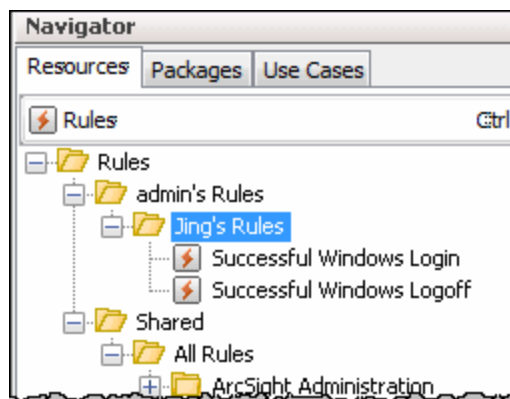 Navigator
Resources Packages Use Cases
Rules Ctrl
Rules
admin's Rules
Jing's Rules
Successful Windows Login
Successful Windows Logoff
Shared
All Rules
ArcSight Administration